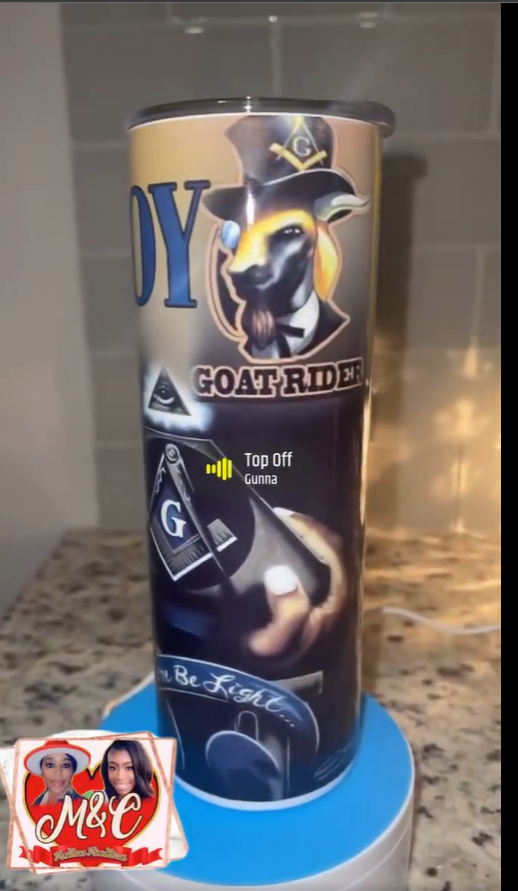 G
OY
GOAT RIDER
Top Off
Gunna
G
Be Light...
M&C